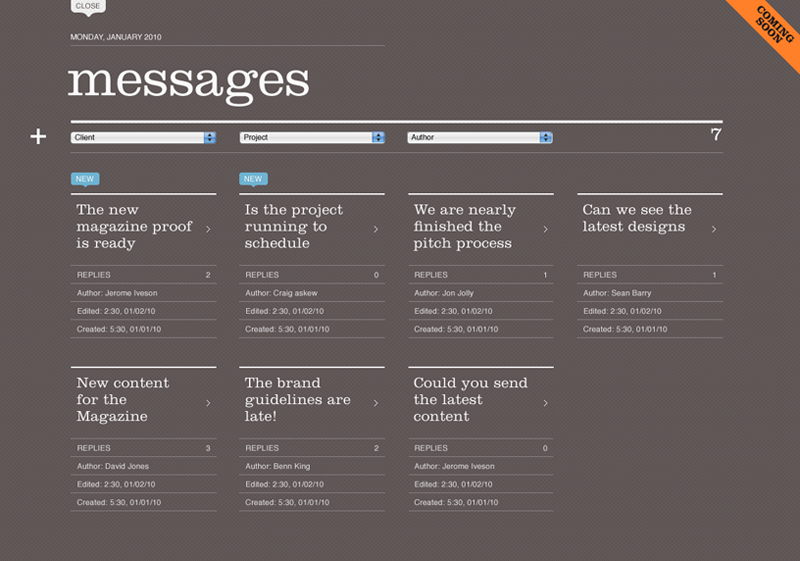 CLOSE
COMING
SOON
MONDAY, JANUARY 2010
messages
Client
Project
Author
7
NEW
NEW
The new
magazine proof
is ready
REPLIES 2
Author: Jerome Iveson
Edited: 2:30, 01/02/10
Created: 5:30, 01/01/10
Is the project
running to
schedule
REPLIES 0
Author: Craig askew
Edited: 2:30, 01/02/10
Created: 5:30, 01/01/10
We are nearly
finished the
pitch process
REPLIES 1
Author: Jon Jolly
Edited: 2:30, 01/02/10
Created: 5:30, 01/01/10
Can we see the
latest designs
REPLIES 1
Author: Sean Barry
Edited: 2:30, 01/02/10
Created: 5:30, 01/01/10
New content
for the
Magazine
REPLIES 3
Author: David Jones
Edited: 2:30, 01/02/10
Created: 5:30, 01/01/10
The brand
guidelines are
late!
REPLIES 2
Author: Benn King
Edited: 2:30, 01/02/10
Created: 5:30, 01/01/10
Could you send
the latest
content
REPLIES 0
Author: Jerome Iveson
Edited: 2:30, 01/02/10
Created: 5:30, 01/01/10